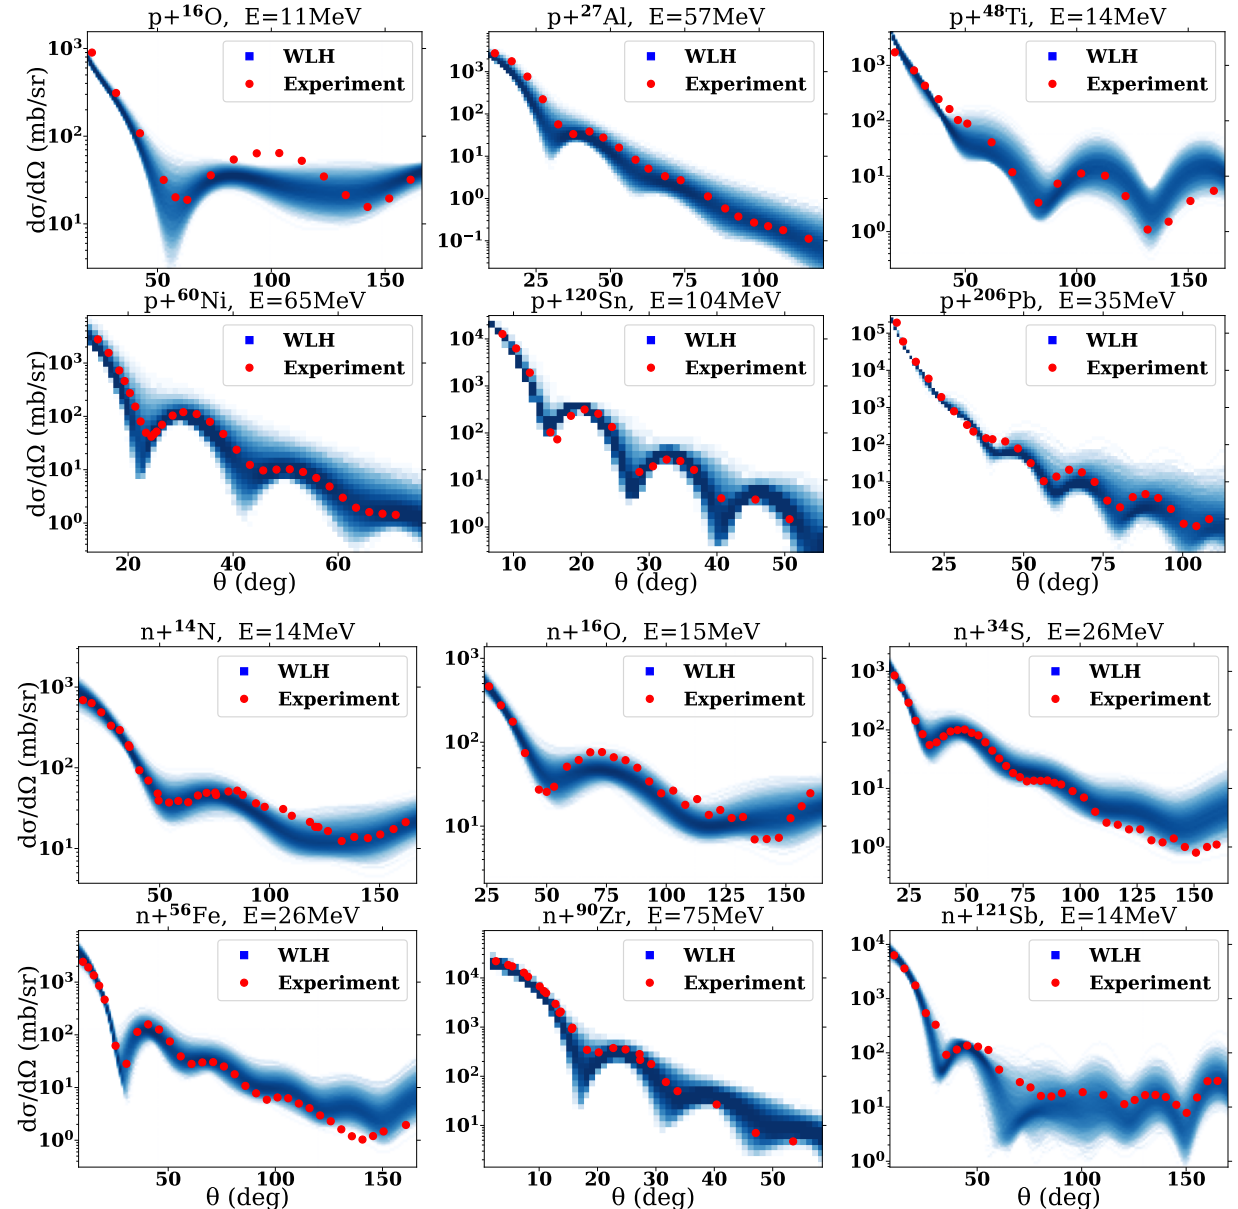 p+¹⁶O, E=11MeV
p+²⁷Al, E=57MeV
p+⁴⁸Ti, E=14MeV
dσ/dΩ (mb/sr)
10³
10²
10¹
WLH
Experiment
50
100
150
10³
10²
10¹
10⁰
10⁻¹
WLH
Experiment
25
50
75
100
10³
10²
10¹
10⁰
WLH
Experiment
50
100
150
p+⁶⁰Ni, E=65MeV
p+¹²⁰Sn, E=104MeV
p+²⁰⁶Pb, E=35MeV
dσ/dΩ (mb/sr)
10³
10²
10¹
10⁰
WLH
Experiment
20
40
60
θ (deg)
10⁴
10³
10²
10¹
10⁰
WLH
Experiment
10
20
30
40
50
θ (deg)
10⁵
10⁴
10³
10²
10¹
10⁰
WLH
Experiment
25
50
75
100
θ (deg)
n+¹⁴N, E=14MeV
n+¹⁶O, E=15MeV
n+³⁴S, E=26MeV
dσ/dΩ (mb/sr)
10³
10²
10¹
WLH
Experiment
50
100
150
10³
10²
10¹
WLH
Experiment
25
50
75
100
125
150
10³
10²
10¹
10⁰
WLH
Experiment
25
50
75
100
125
150
n+⁵⁶Fe, E=26MeV
n+⁹⁰Zr, E=75MeV
n+¹²¹Sb, E=14MeV
dσ/dΩ (mb/sr)
10³
10²
10¹
10⁰
WLH
Experiment
50
100
150
θ (deg)
10⁴
10³
10²
10¹
WLH
Experiment
10
20
30
40
50
θ (deg)
10⁴
10³
10²
10¹
10⁰
WLH
Experiment
50
100
150
θ (deg)